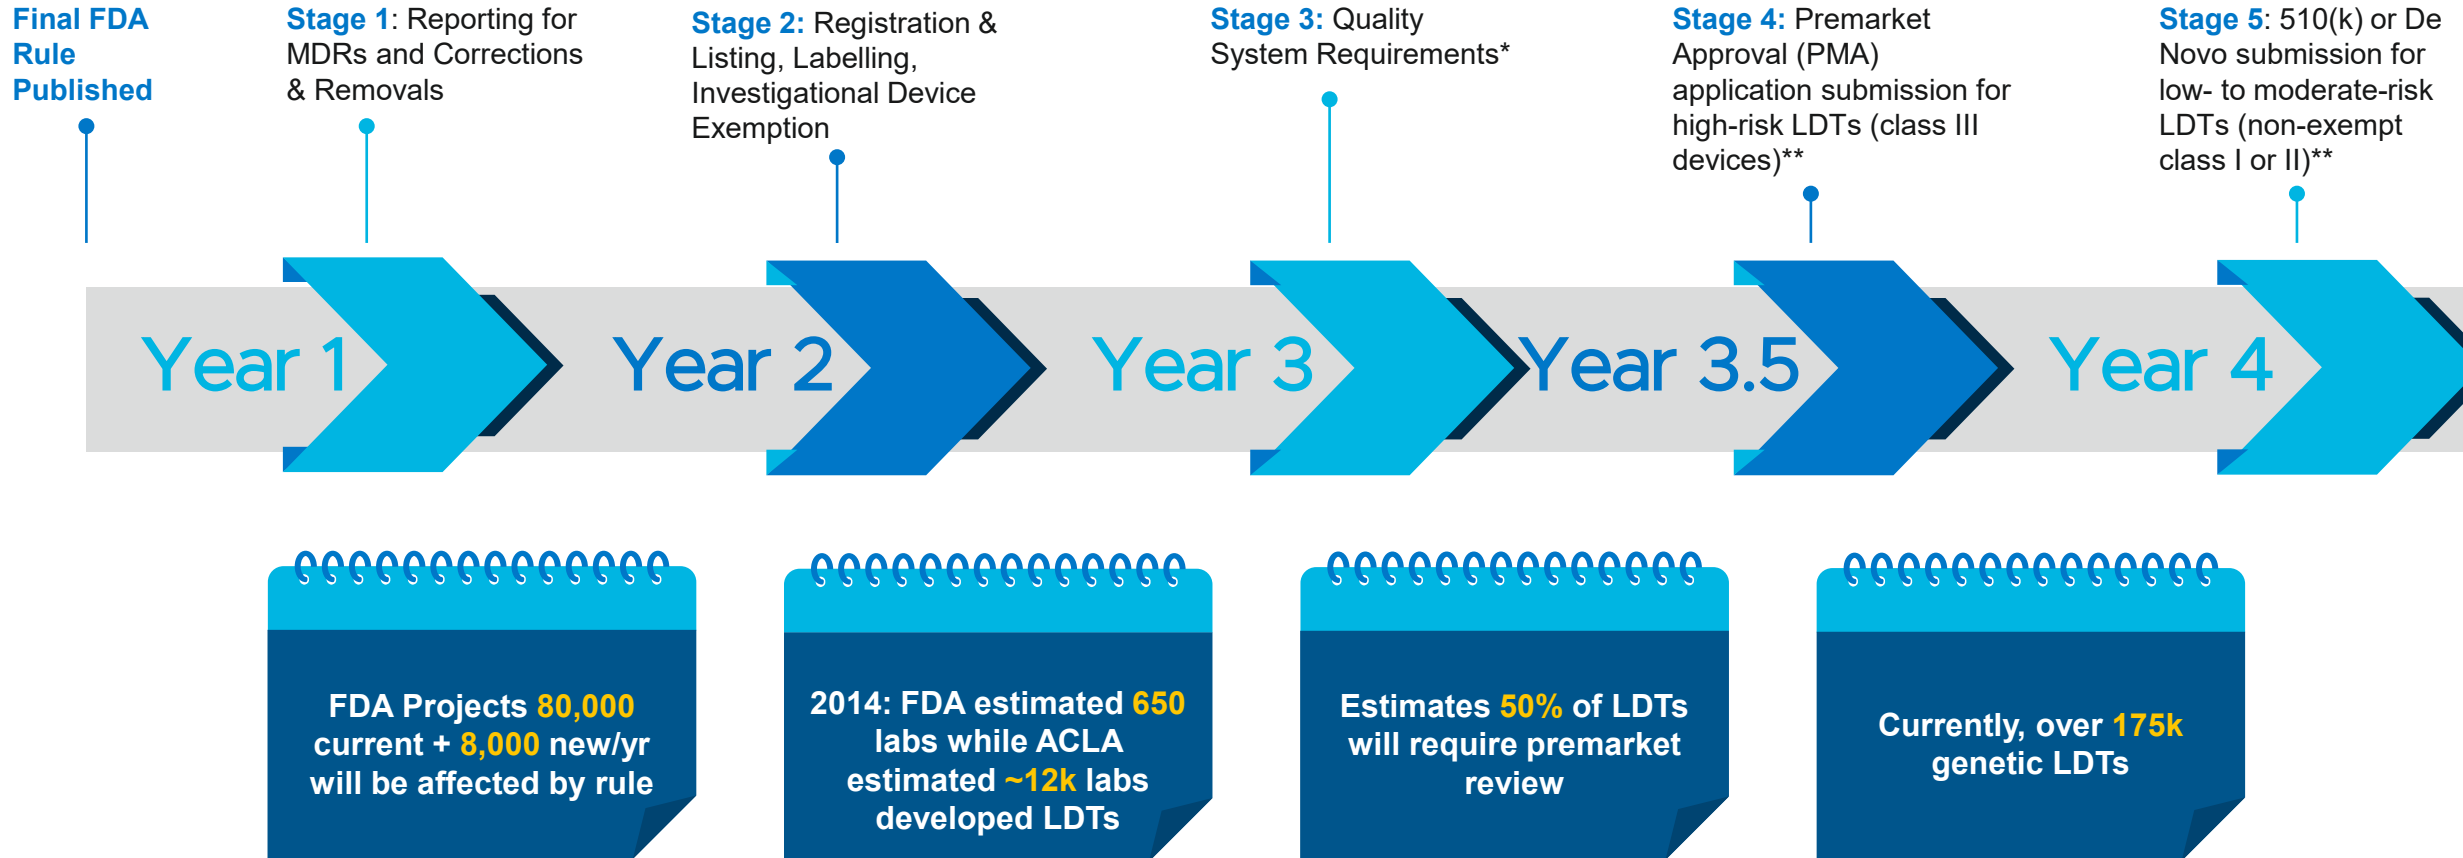 Final FDA
Rule
Published
Stage 1: Reporting for
MDRs and Corrections
& Removals
Stage 2: Registration &
Listing, Labelling,
Investigational Device
Exemption
Stage 3: Quality
System Requirements*
Stage 4: Premarket
Approval (PMA)
application submission for
high-risk LDTs (class III
devices)**
Stage 5: 510(k) or De
Novo submission for
low- to moderate-risk
LDTs (non-exempt
class I or II)**
Year 1
Year 2
Year 3
Year 3.5
Year 4
FDA Projects 80,000
current + 8,000 new/yr
will be affected by rule
2014: FDA estimated 650
labs while ACLA
estimated ~12k labs
developed LDTs
Estimates 50% of LDTs
will require premarket
review
Currently, over 175k
genetic LDTs